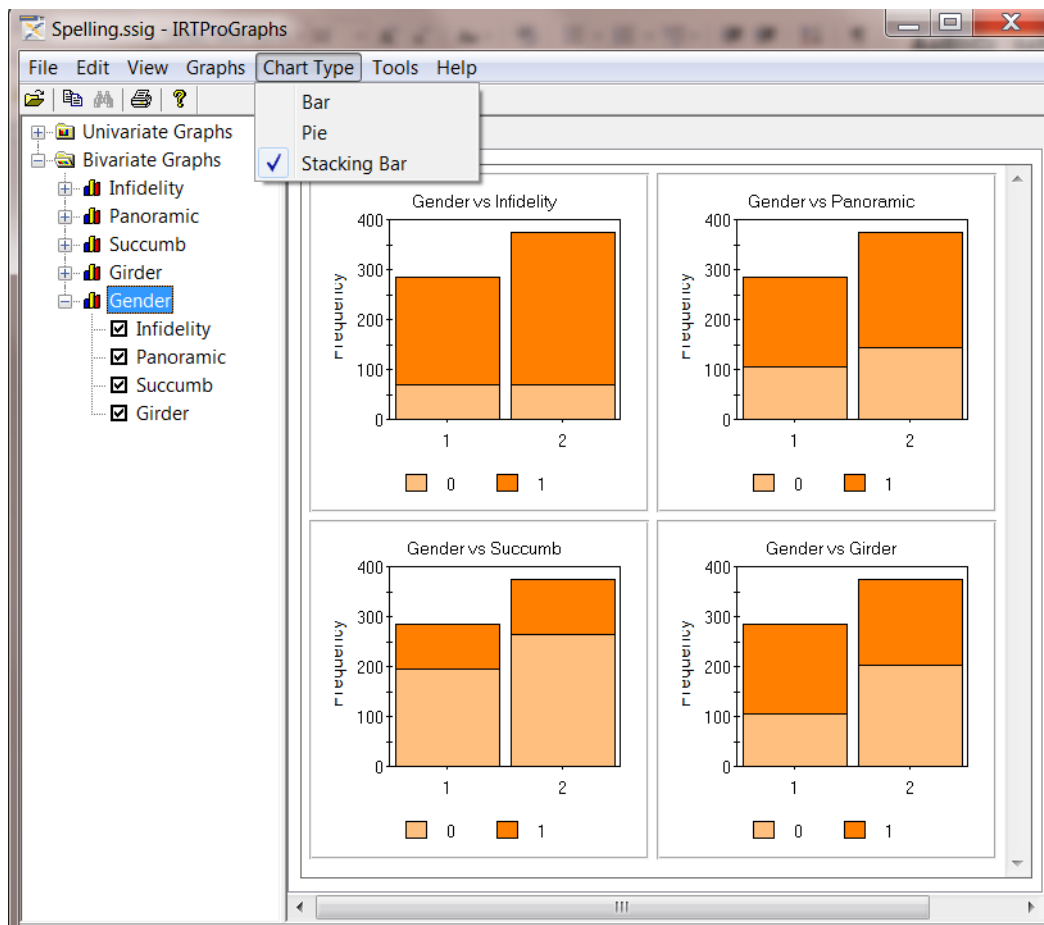 Spelling.ssig - IRTProGraphs
File Edit View Graphs Chart Type Tools Help
Bar
Pie
Stacking Bar
Univariate Graphs
Bivariate Graphs
Infidelity
Panoramic
Succumb
Girder
Gender
Infidelity
Panoramic
Succumb
Girder
Gender vs Infidelity
Frequency
400
300
200
100
0
1 2
0 1
Gender vs Panoramic
Frequency
400
300
200
100
0
1 2
0 1
Gender vs Succumb
Frequency
400
300
200
100
0
1 2
0 1
Gender vs Girder
Frequency
400
300
200
100
0
1 2
0 1